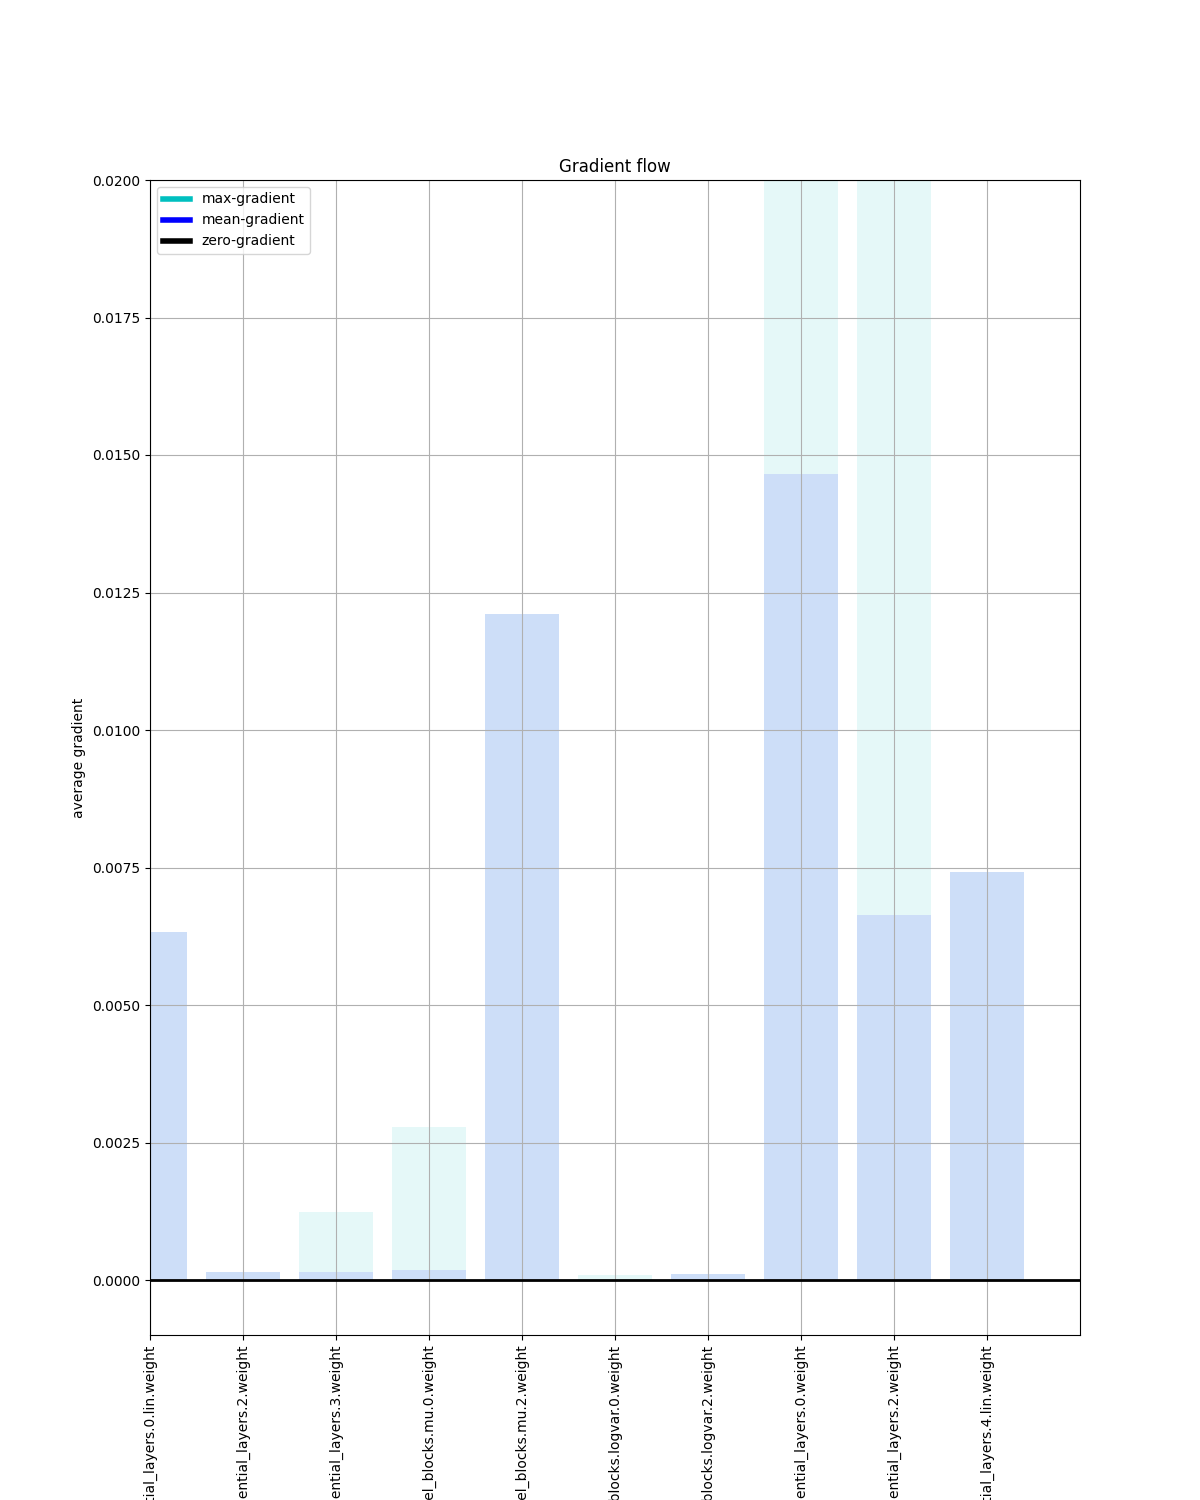 Gradient flow
max-gradient
mean-gradient
zero-gradient
0.0200
0.0175
0.0150
0.0125
0.0100
0.0075
0.0050
0.0025
0.0000
average gradient
tial_layers.0.lin.weight
ential_layers.2.weight
ential_layers.3.weight
el_blocks.mu.0.weight
el_blocks.mu.2.weight
blocks.logvar.0.weight
blocks.logvar.2.weight
ential_layers.0.weight
ential_layers.2.weight
tial_layers.4.lin.weight